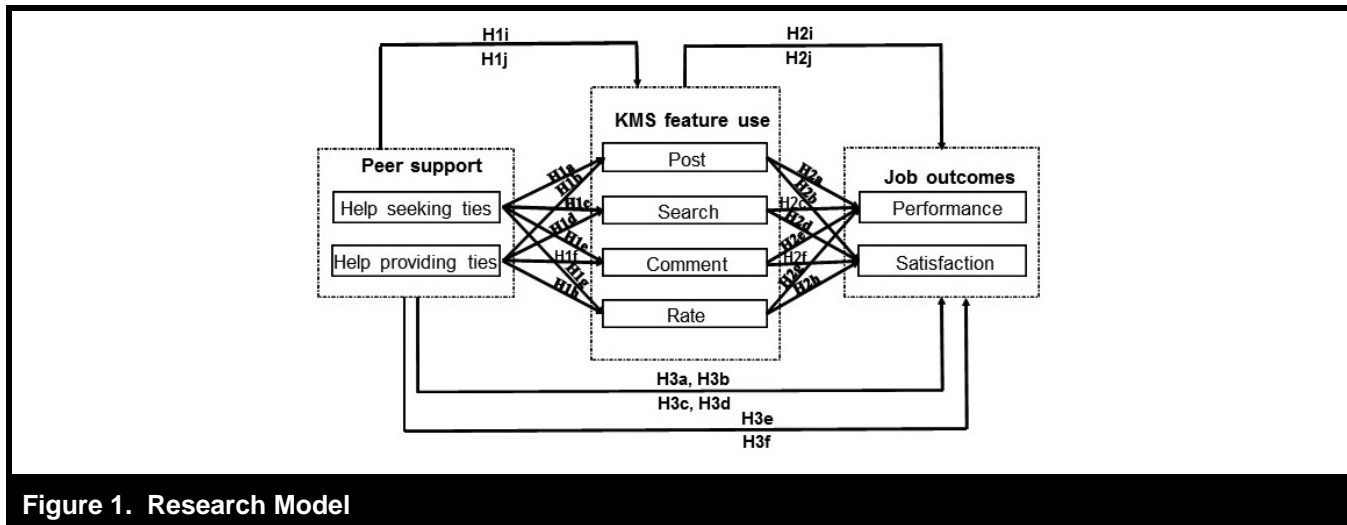 H1i
H1j
H2i
H2j
KMS feature use
Peer support
Help seeking ties
Help providing ties
H1a
H1b
H1c
H1d
H1e
H1f
H1g
H1h
Post
Search
Comment
Rate
H2a
H2b
H2c
H2d
H2e
H2f
H2g
H2h
Job outcomes
Performance
Satisfaction
H3a, H3b
H3c, H3d
H3e
H3f
Figure 1. Research Model